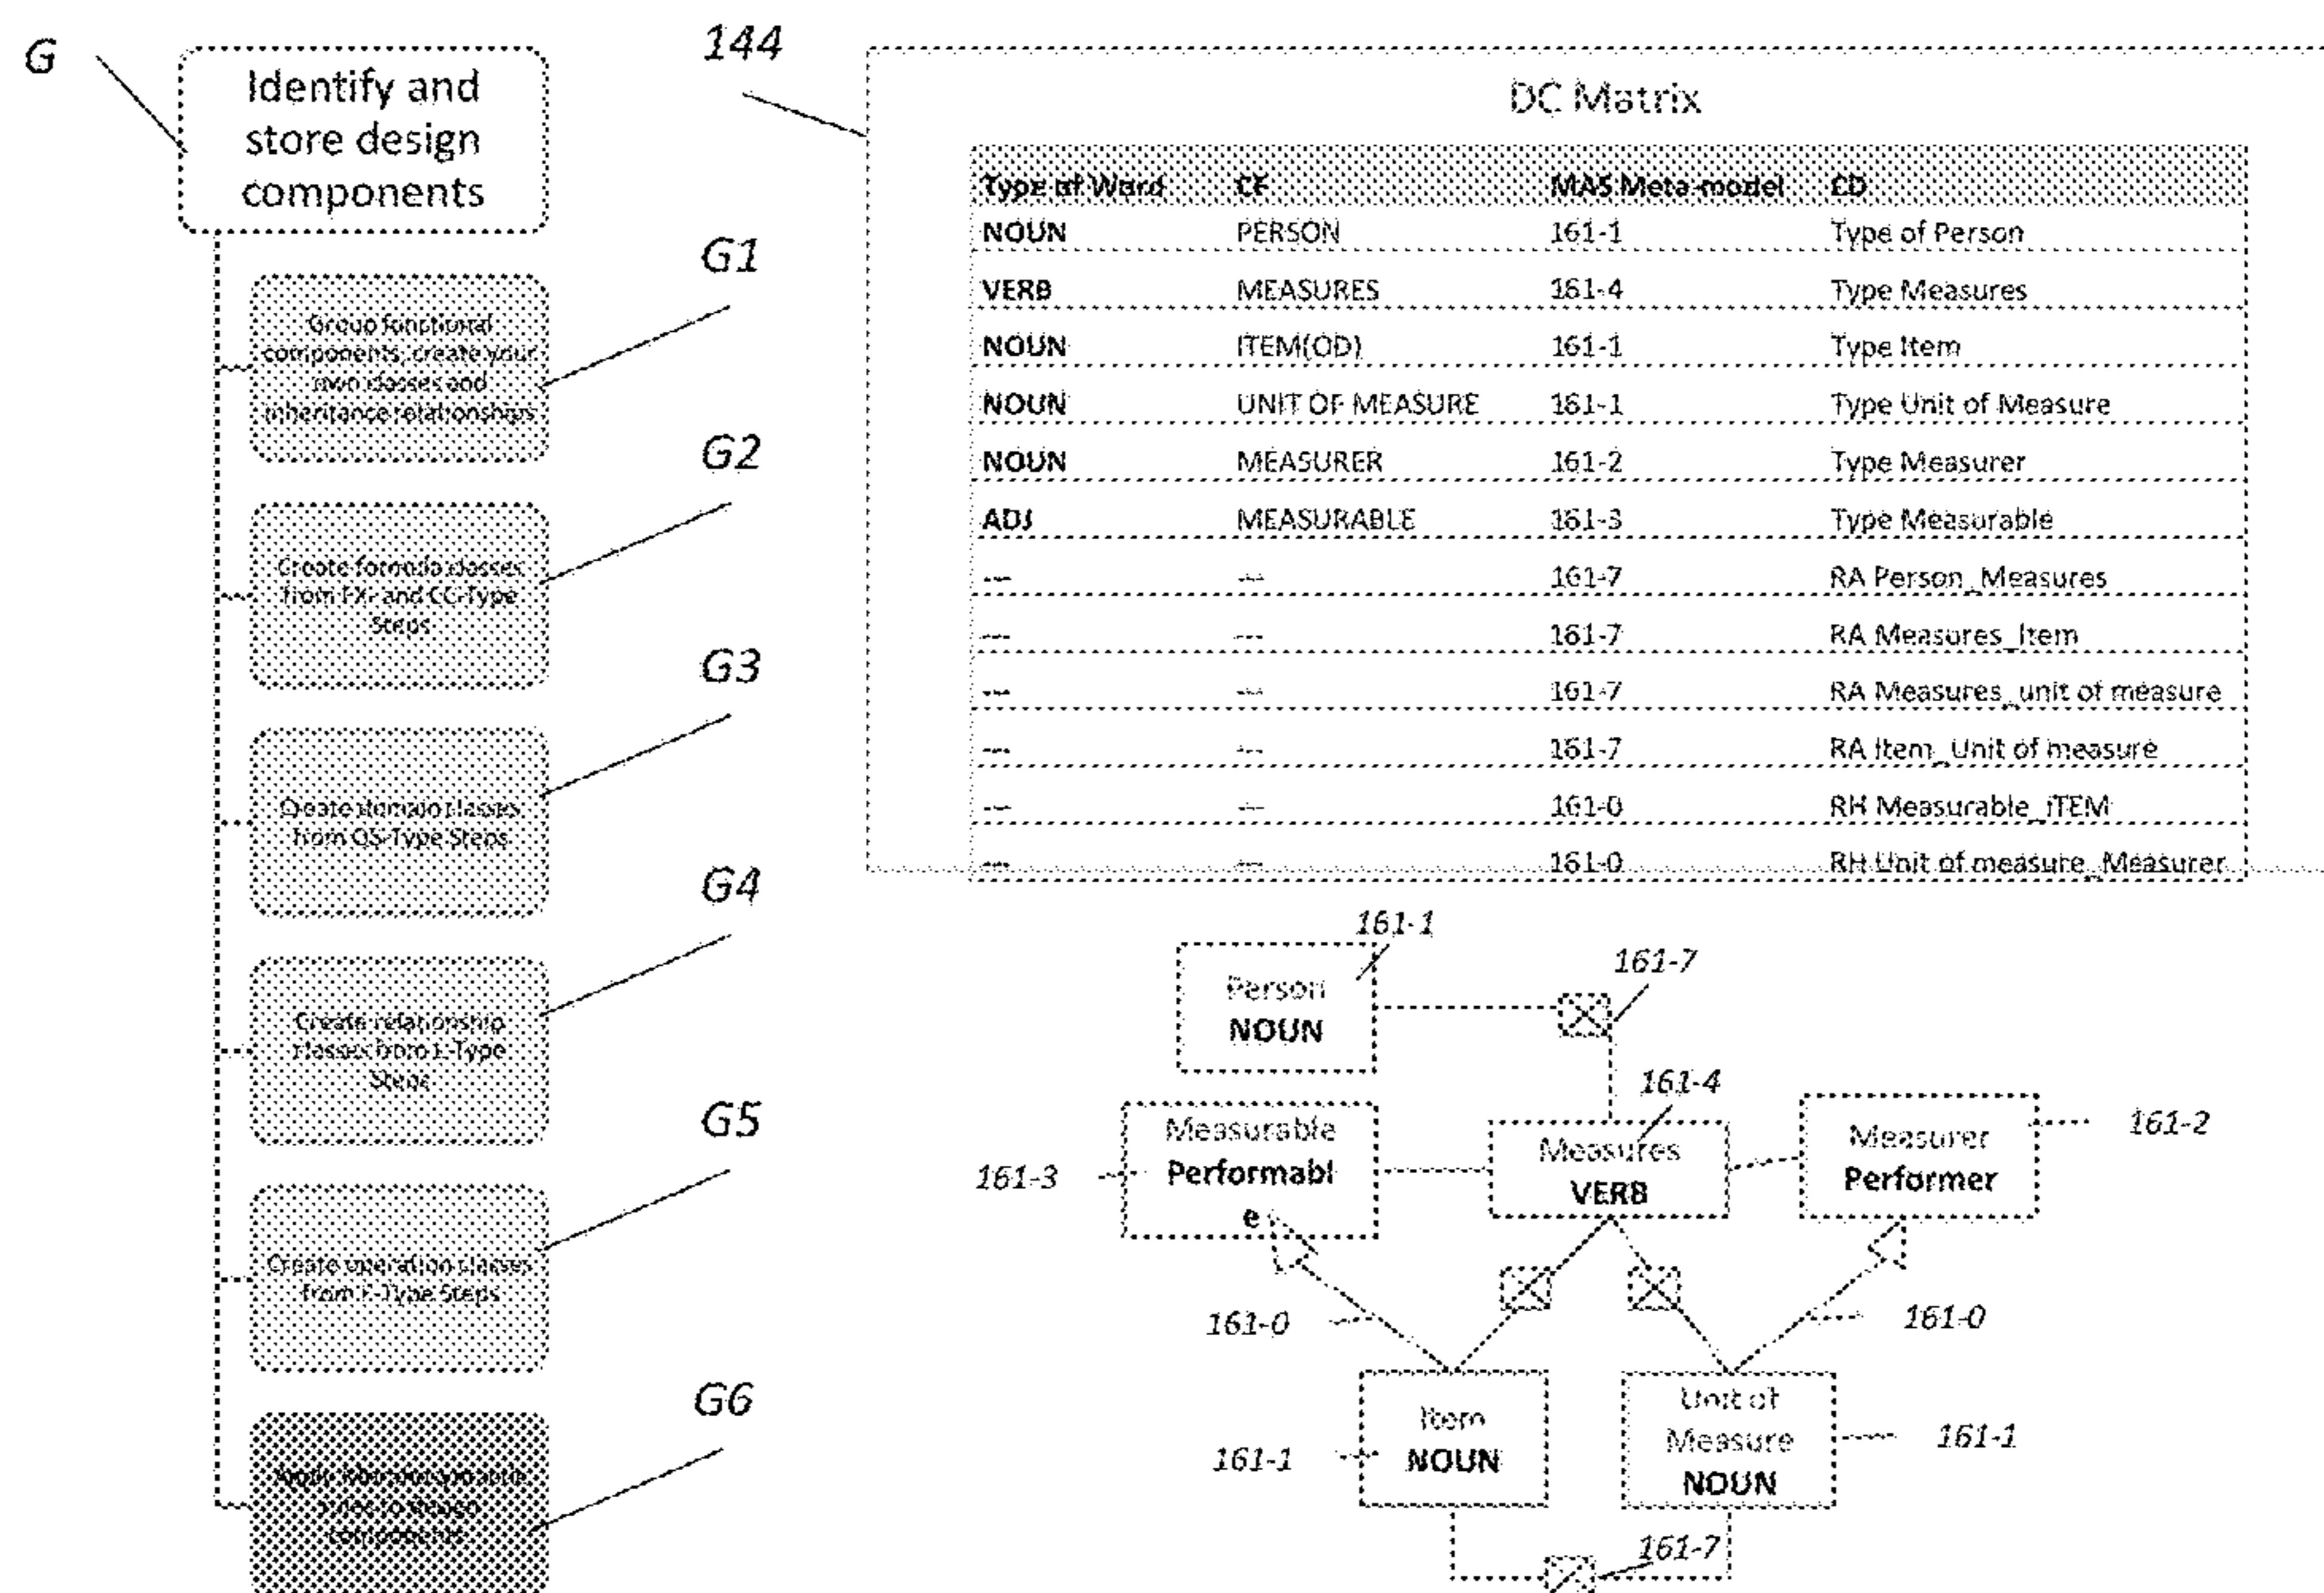 G
Identify and
store design
components
G1
Group functional
components, create your
own classes and
inheritance relationships
G2
Create formula classes
from FX- and CC-Type
Steps
G3
Create domain classes
from QS-Type Steps
G4
Create relationship
classes from L-Type
Steps
G5
Create operation classes
from F-Type Steps
G6
Apply
rules to design
components
144
DC Matrix
Type of Word CF MAS Meta-model CD
NOUN PERSON 161-1 Type of Person
VERB MEASURES 161-4 Type Measures
NOUN ITEM(OD) 161-1 Type Item
NOUN UNIT OF MEASURE 161-1 Type Unit of Measure
NOUN MEASURER 161-2 Type Measurer
ADJ MEASURABLE 161-3 Type Measurable
--- --- 161-7 RA Person_Measures
--- --- 161-7 RA Measures_Item
--- --- 161-7 RA Measures_unit of measure
--- --- 161-7 RA Item_Unit of measure
--- --- 161-0 RH Measurable_iTEM
--- --- 161-0 RH Unit of measure_Measurer
161-1
Person
NOUN
161-7
161-4
161-3
Measurable
Performabl
e
Measures
VERB
Measurer
Performer
161-2
161-0
161-0
161-1
Item
NOUN
Unit of
Measure
NOUN
161-1
161-7